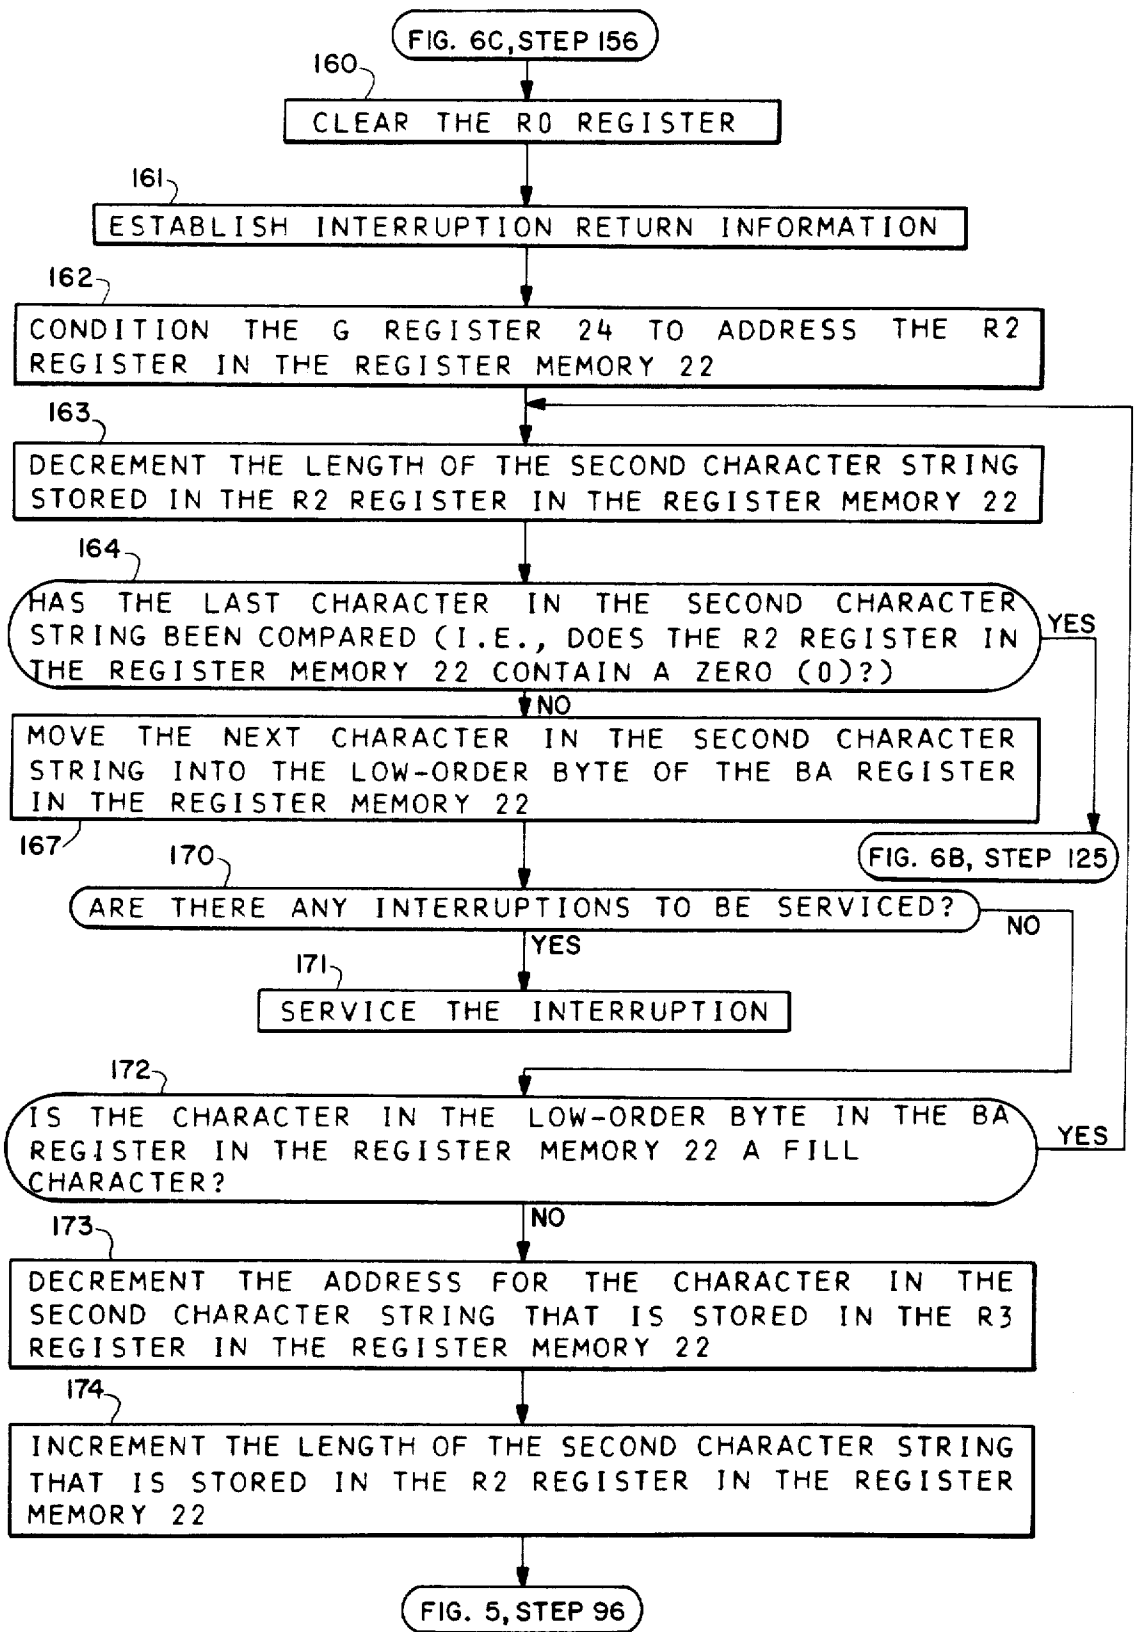 FIG. 6C, STEP 156
160
CLEAR THE R0 REGISTER
161
ESTABLISH INTERRUPTION RETURN INFORMATION
162
CONDITION THE G REGISTER 24 TO ADDRESS THE R2
REGISTER IN THE REGISTER MEMORY 22
163
DECREMENT THE LENGTH OF THE SECOND CHARACTER STRING
STORED IN THE R2 REGISTER IN THE REGISTER MEMORY 22
164
HAS THE LAST CHARACTER IN THE SECOND CHARACTER
STRING BEEN COMPARED (I.E., DOES THE R2 REGISTER IN
THE REGISTER MEMORY 22 CONTAIN A ZERO (0)?)
YES
NO
MOVE THE NEXT CHARACTER IN THE SECOND CHARACTER
STRING INTO THE LOW-ORDER BYTE OF THE BA REGISTER
IN THE REGISTER MEMORY 22
167
FIG. 6B, STEP 125
170
ARE THERE ANY INTERRUPTIONS TO BE SERVICED?
NO
YES
171
SERVICE THE INTERRUPTION
172
IS THE CHARACTER IN THE LOW-ORDER BYTE IN THE BA
REGISTER IN THE REGISTER MEMORY 22 A FILL
CHARACTER?
YES
NO
173
DECREMENT THE ADDRESS FOR THE CHARACTER IN THE
SECOND CHARACTER STRING THAT IS STORED IN THE R3
REGISTER IN THE REGISTER MEMORY 22
174
INCREMENT THE LENGTH OF THE SECOND CHARACTER STRING
THAT IS STORED IN THE R2 REGISTER IN THE REGISTER
MEMORY 22
FIG. 5, STEP 96